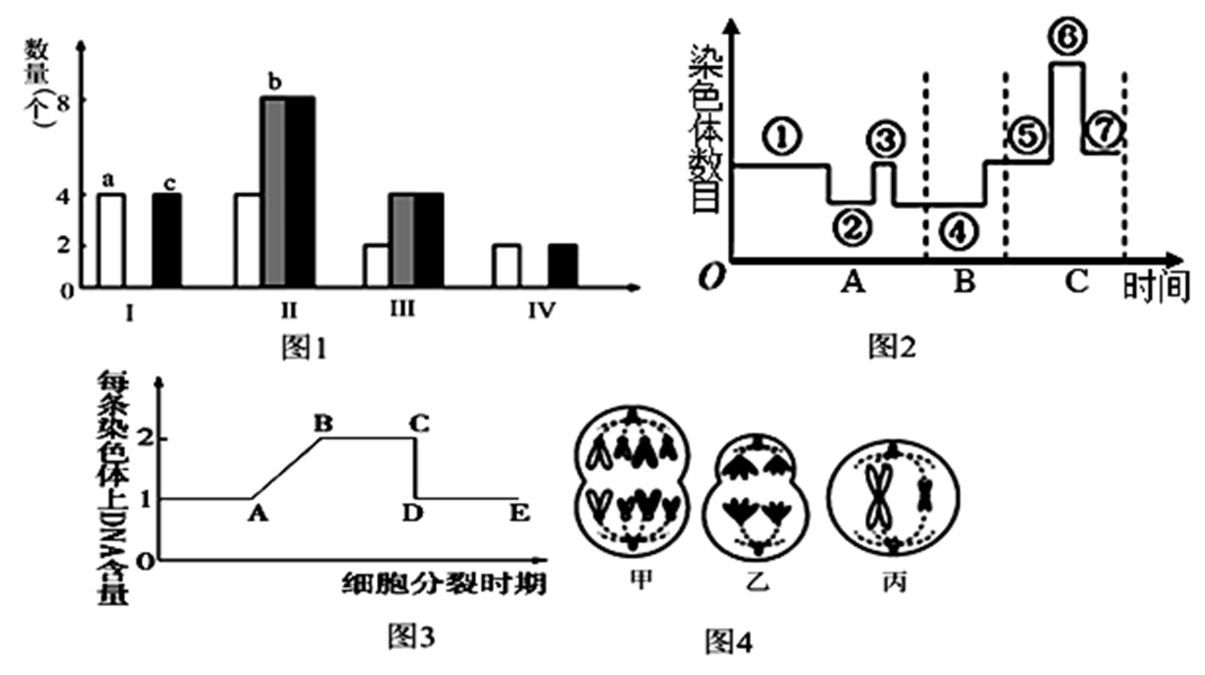 数量(个)
8
4
2
0
a
c
b
I
II
III
IV
图1
染色体数目
①
②
③
④
⑤
⑥
⑦
O
A
B
C
时间
图2
每条染色体上DNA含量
2
1
0
A
B
C
D
E
细胞分裂时期
图3
甲
乙
丙
图4